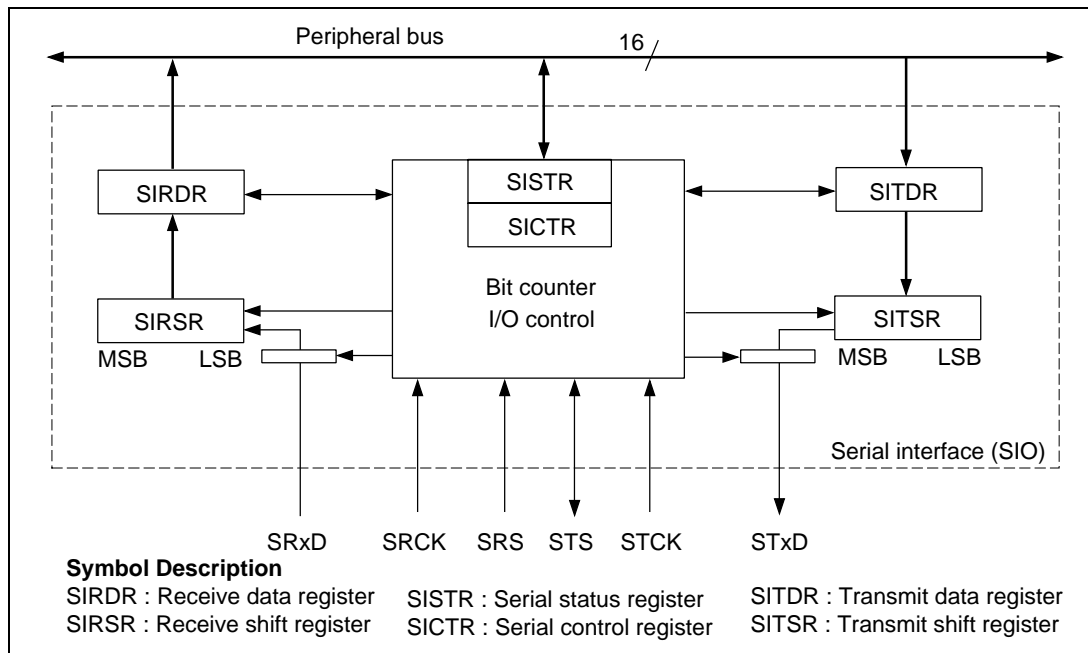 Peripheral bus
16
SIRDR
SISTR
SICTR
SITDR
SIRSR
MSB LSB
Bit counter
I/O control
SITSR
MSB LSB
Serial interface (SIO)
SRxD SRCK SRS STS STCK STxD
Symbol Description
SIRDR : Receive data register
SIRSR : Receive shift register
SISTR : Serial status register
SICTR : Serial control register
SITDR : Transmit data register
SITSR : Transmit shift register